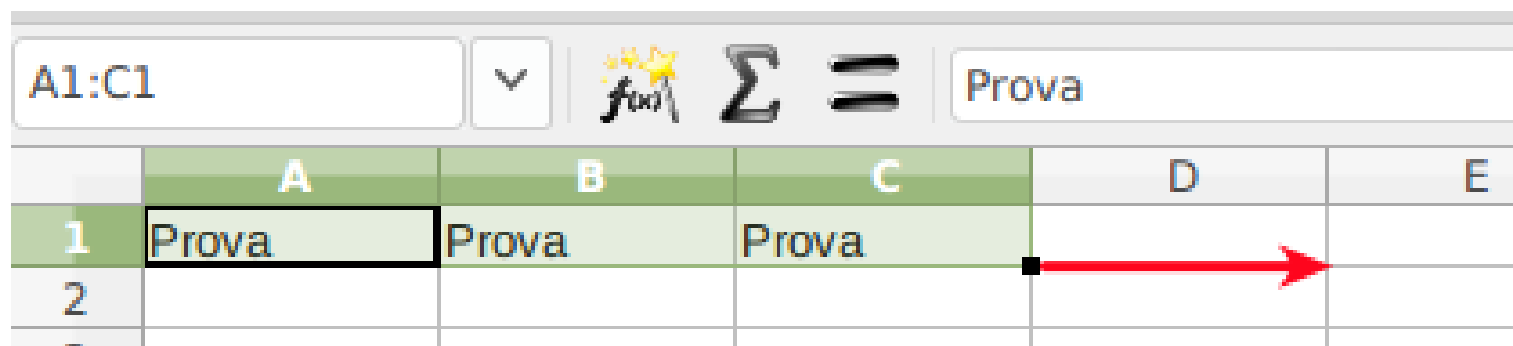 A1:C1 f(x) Σ = Prova
A B C D E
1 Prova Prova Prova
2